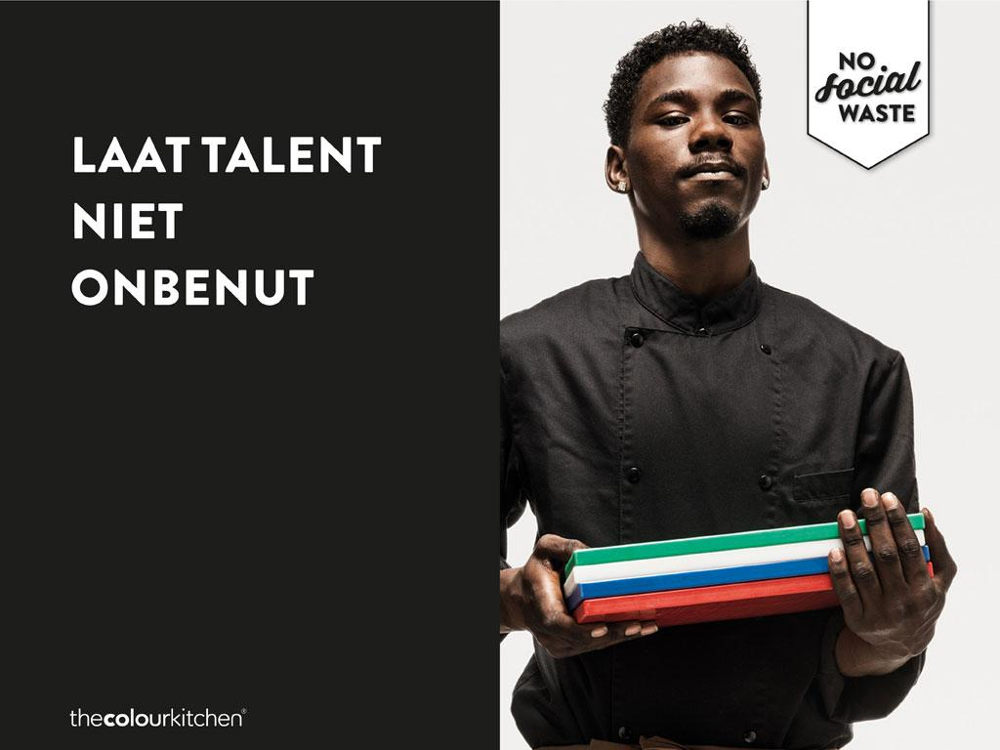 LAAT TALENT
NIET
ONBENUT
thecolourkitchen®
NO
Social
WASTE